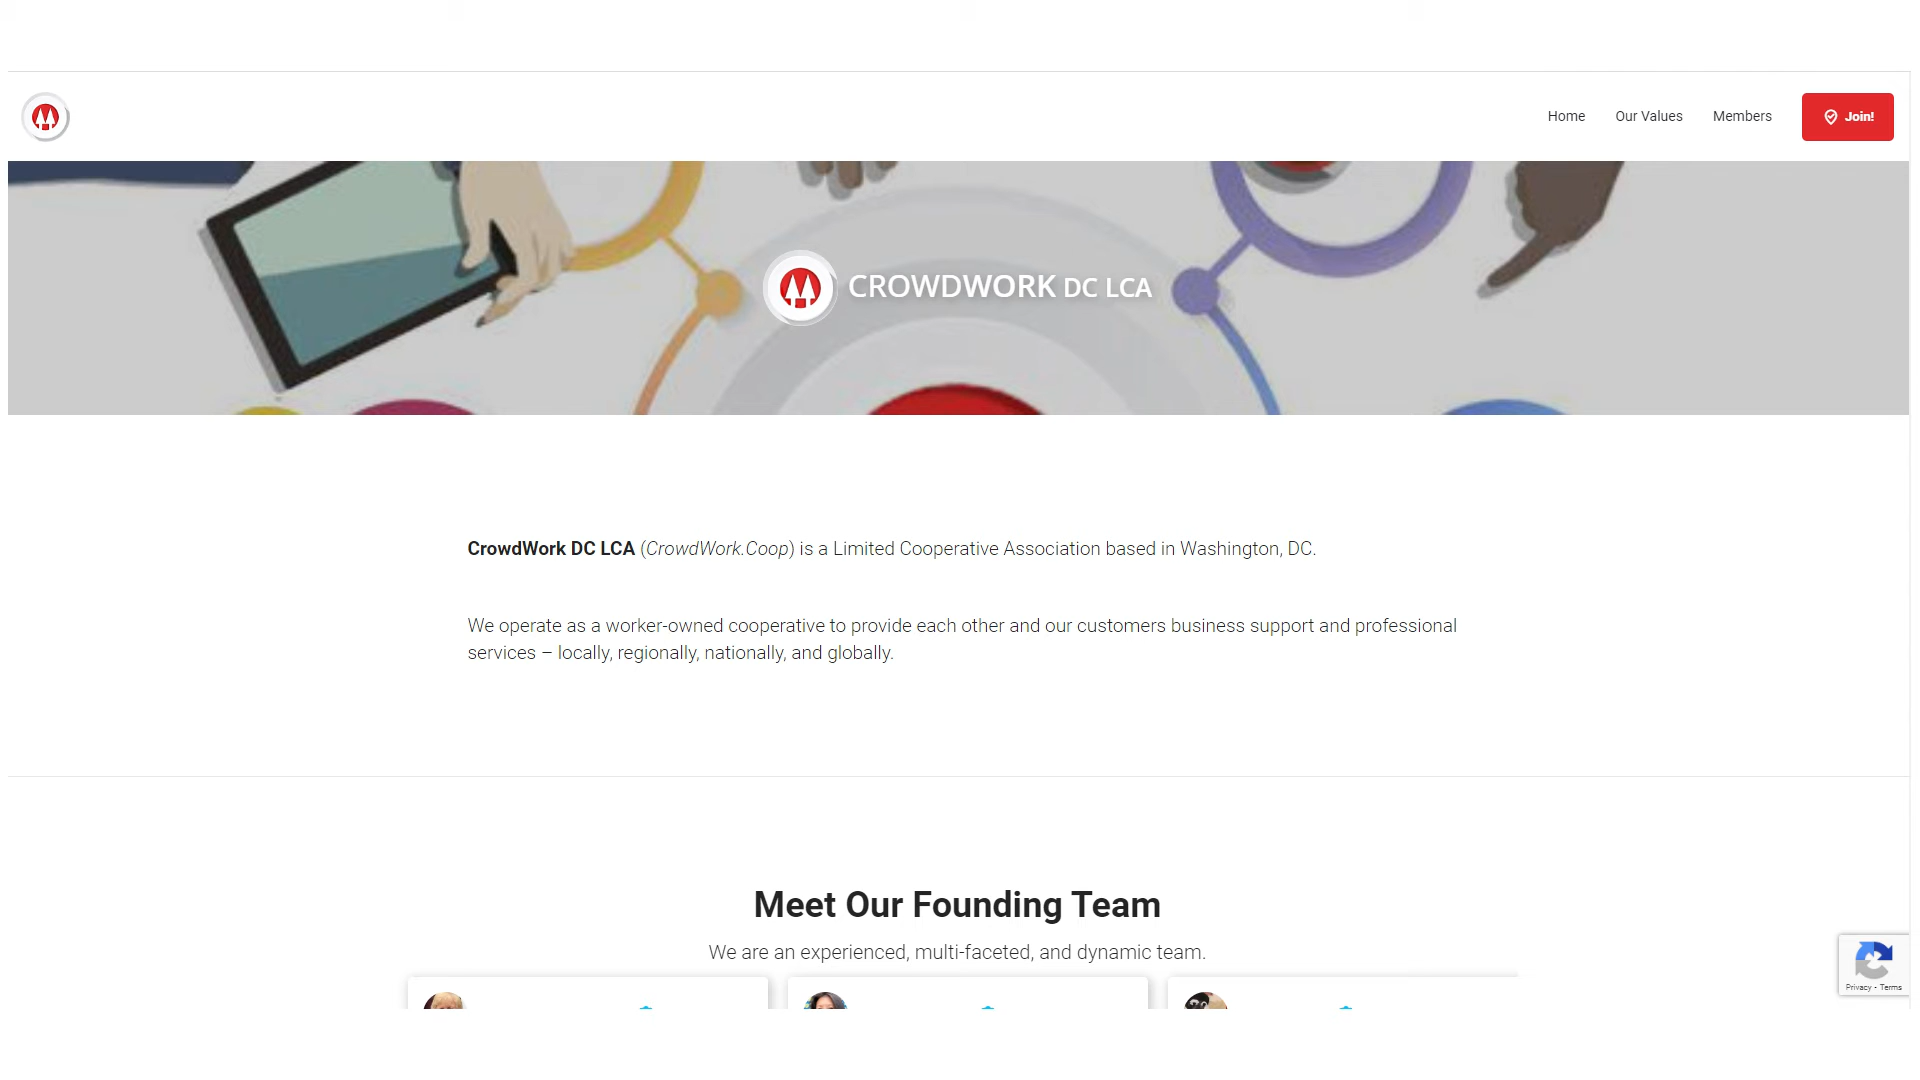 Home Our Values Members Join!
CROWDWORK DC LCA
CrowdWork DC LCA (CrowdWork.Coop) is a Limited Cooperative Association based in Washington, DC.
We operate as a worker-owned cooperative to provide each other and our customers business support and professional
services – locally, regionally, nationally, and globally.
Meet Our Founding Team
We are an experienced, multi-faceted, and dynamic team.
Privacy - Terms